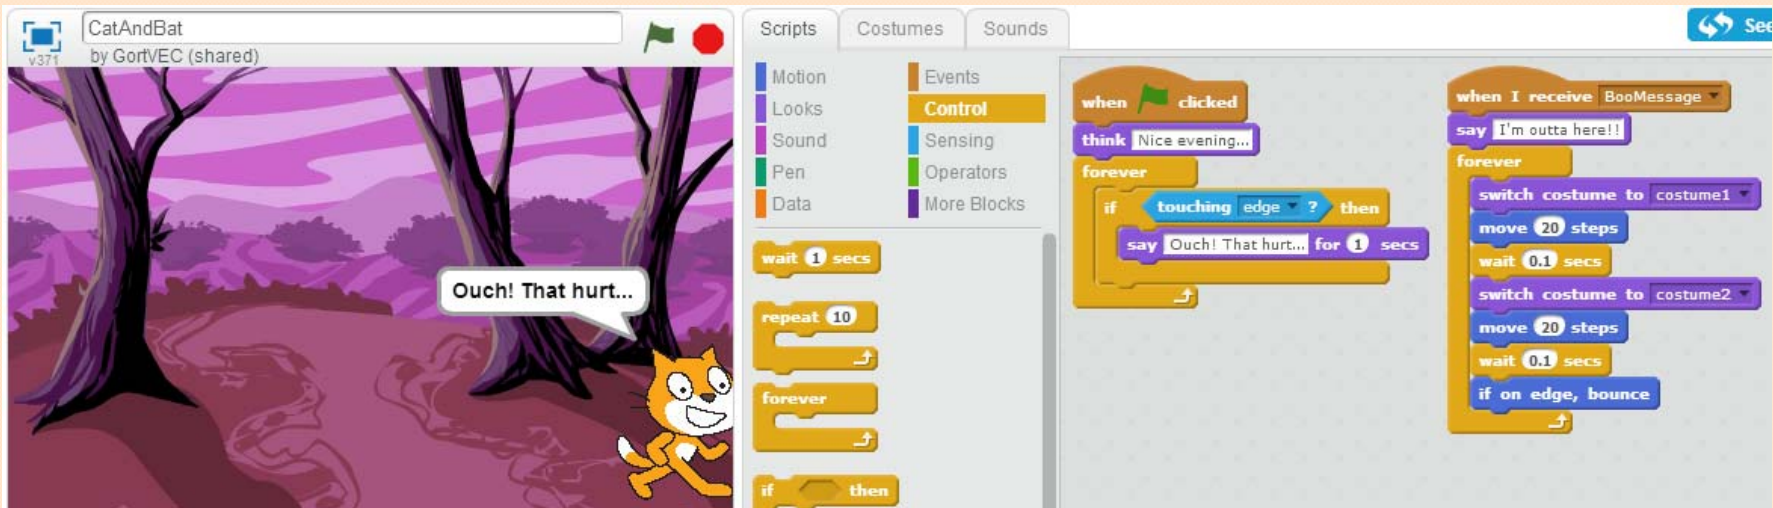 CatAndBat
by GortVEC (shared)
v371
Ouch! That hurt...
Scripts
Costumes
Sounds
Motion
Looks
Sound
Pen
Data
Events
Control
Sensing
Operators
More Blocks
wait 1 secs
repeat 10
forever
if then
when clicked
think Nice evening...
forever
if touching edge ? then
say Ouch! That hurt... for 1 secs
when I receive BooMessage
say I'm outta here!!
forever
switch costume to costume1
move 20 steps
wait 0.1 secs
switch costume to costume2
move 20 steps
wait 0.1 secs
if on edge, bounce
See